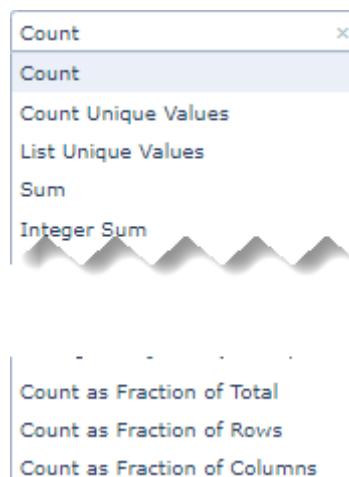 Count ×
Count
Count Unique Values
List Unique Values
Sum
Integer Sum
Count as Fraction of Total
Count as Fraction of Rows
Count as Fraction of Columns